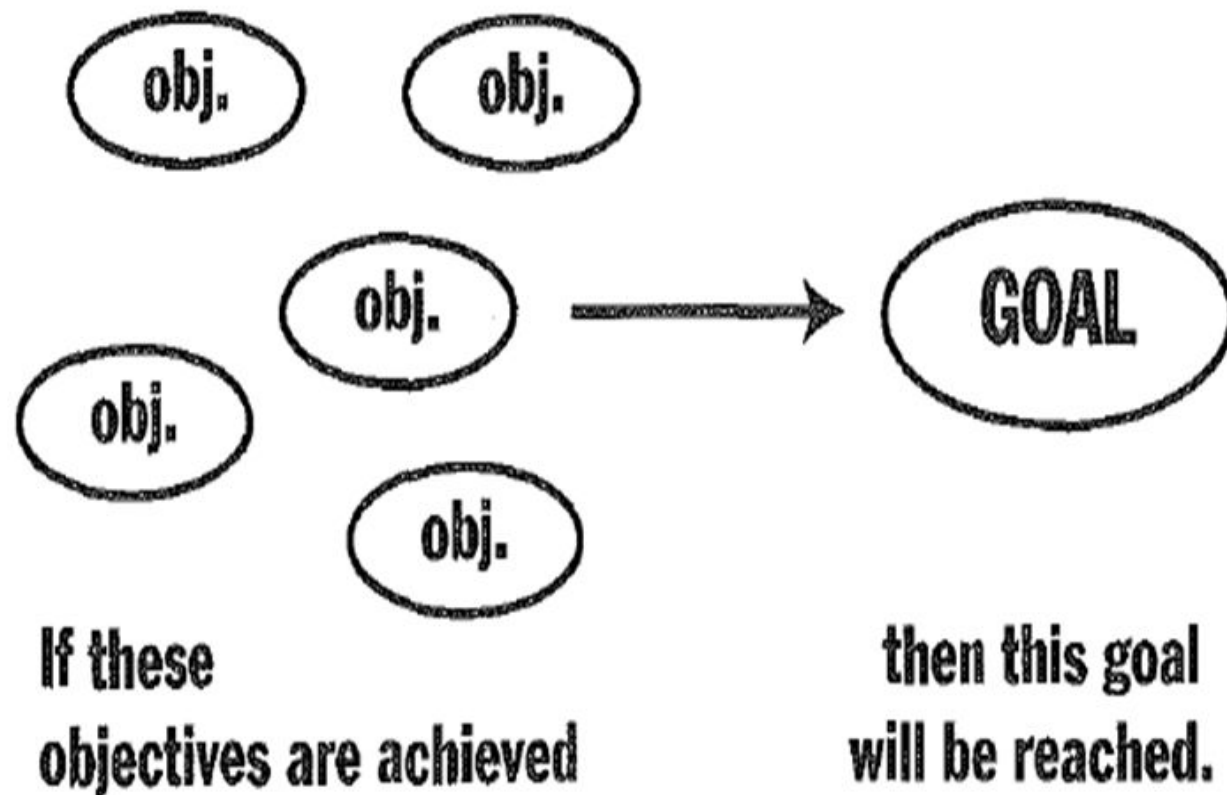 obj.
obj.
obj.
GOAL
obj.
obj.
If these
objectives are achieved
then this goal
will be reached.